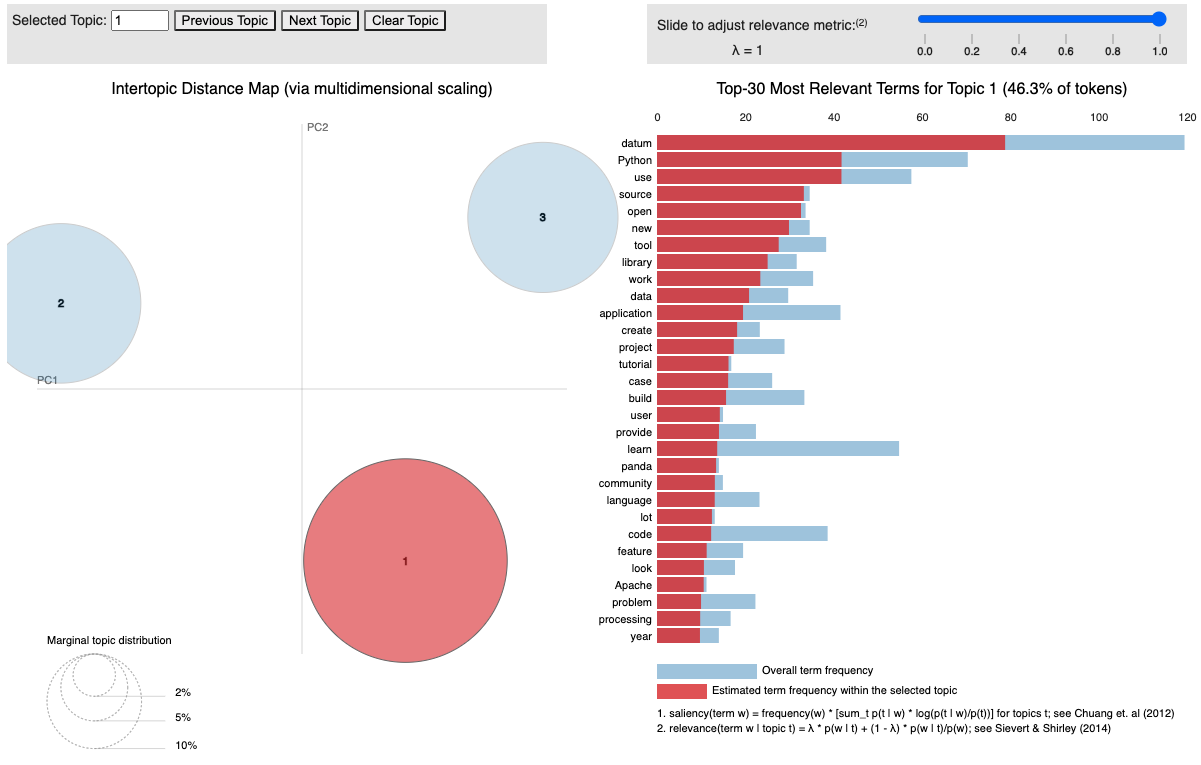 Selected Topic: 1 Previous Topic Next Topic Clear Topic
Slide to adjust relevance metric:(2)
λ = 1
0.0 0.2 0.4 0.6 0.8 1.0
Intertopic Distance Map (via multidimensional scaling)
PC2
3
2
PC1
1
Marginal topic distribution
2%
5%
10%
Top-30 Most Relevant Terms for Topic 1 (46.3% of tokens)
0 20 40 60 80 100 120
datum
Python
use
source
open
new
tool
library
work
data
application
create
project
tutorial
case
build
user
provide
learn
panda
community
language
lot
code
feature
look
Apache
problem
processing
year
Overall term frequency
Estimated term frequency within the selected topic
1. saliency(term w) = frequency(w) * [sum_t p(t | w) * log(p(t | w)/p(t))] for topics t; see Chuang et. al (2012)
2. relevance(term w | topic t) = λ * p(w | t) + (1 - λ) * p(w | t)/p(w); see Sievert & Shirley (2014)